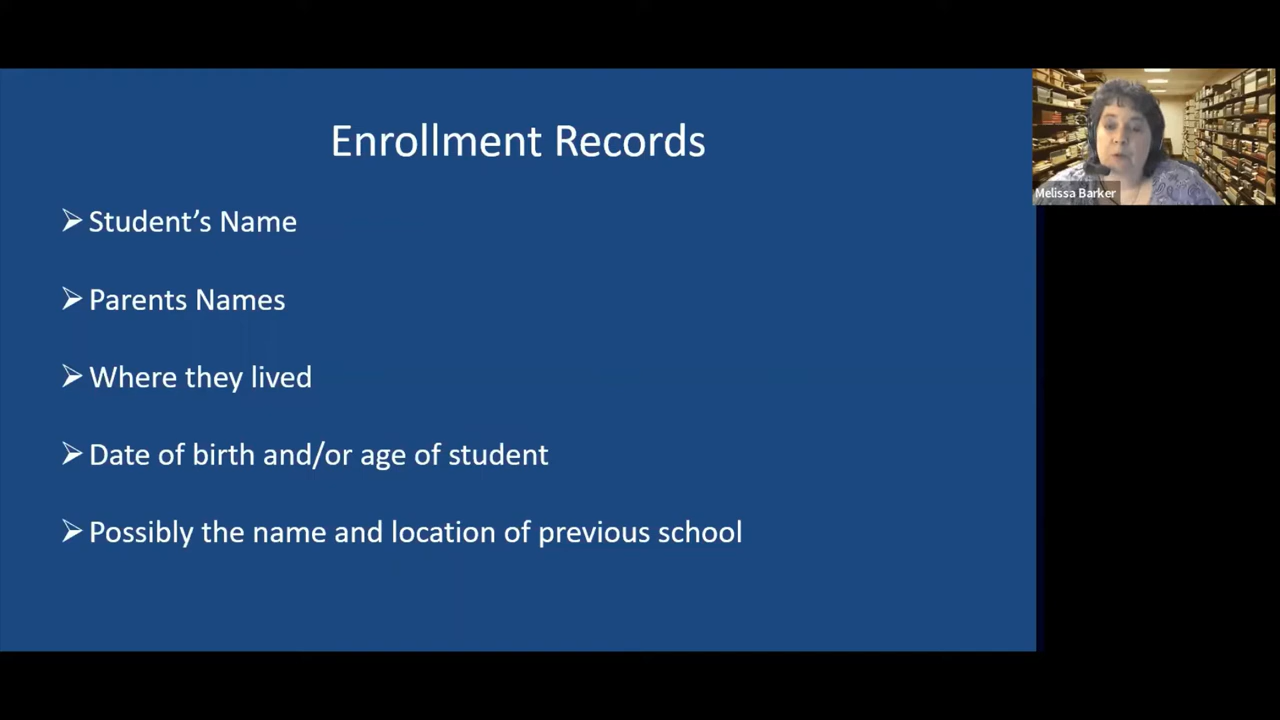 Enrollment Records
Student’s Name
Parents Names
Where they lived
Date of birth and/or age of student
Possibly the name and location of previous school
Melissa Barker